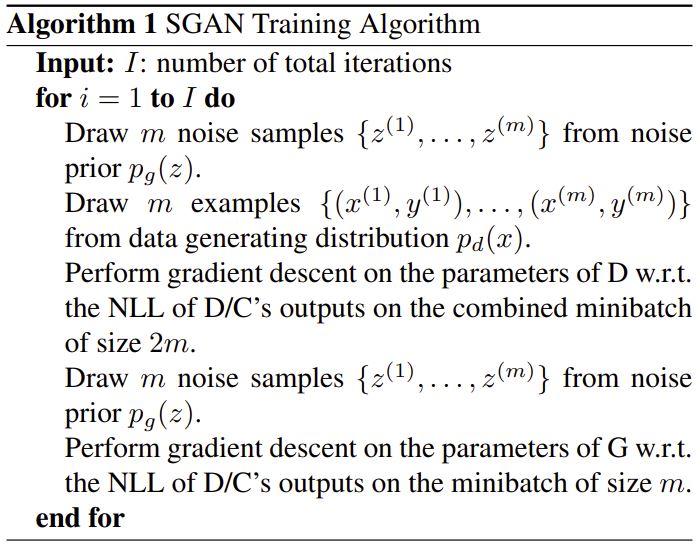 Algorithm 1 SGAN Training Algorithm
Input: I: number of total iterations
for i = 1 to I do
Draw m noise samples {z^(1), . . . , z^(m)} from noise
prior p_g(z).
Draw m examples {(x^(1), y^(1)), . . . , (x^(m), y^(m))}
from data generating distribution p_d(x).
Perform gradient descent on the parameters of D w.r.t.
the NLL of D/C's outputs on the combined minibatch
of size 2m.
Draw m noise samples {z^(1), . . . , z^(m)} from noise
prior p_g(z).
Perform gradient descent on the parameters of G w.r.t.
the NLL of D/C's outputs on the minibatch of size m.
end for